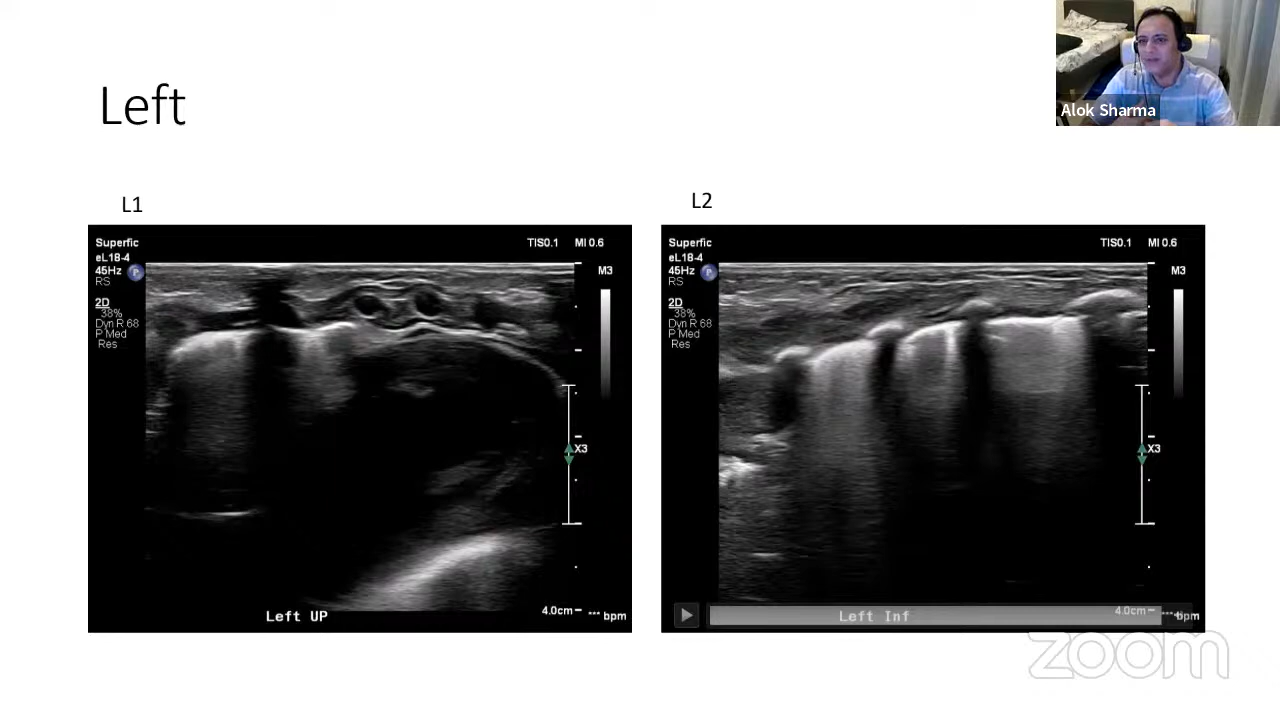 Alok Sharma
Left
L1
L2
Superfic
eL18-4
45Hz
RS
2D
38%
Dyn R 68
P Med
Res
TIS0.1 MI 0.6
M3
P
X3
4.0cm
*** bpm
Left UP
Superfic
eL18-4
45Hz
RS
2D
38%
Dyn R 68
P Med
Res
TIS0.1 MI 0.6
M3
P
X3
4.0cm
*** bpm
Left Inf
zoom